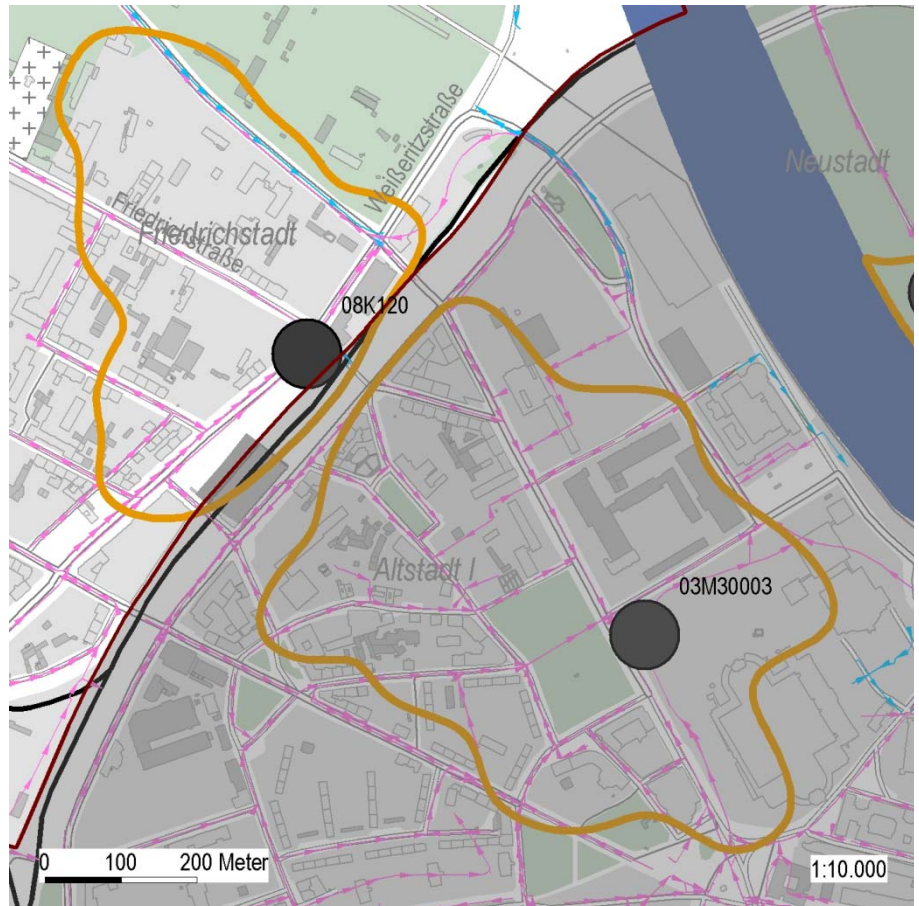 Weißeritzstraße
Neustadt
Friedrichstraße
Friedrichstadt
08K120
Altstadt I
03M30003
0 100 200 Meter
1:10.000